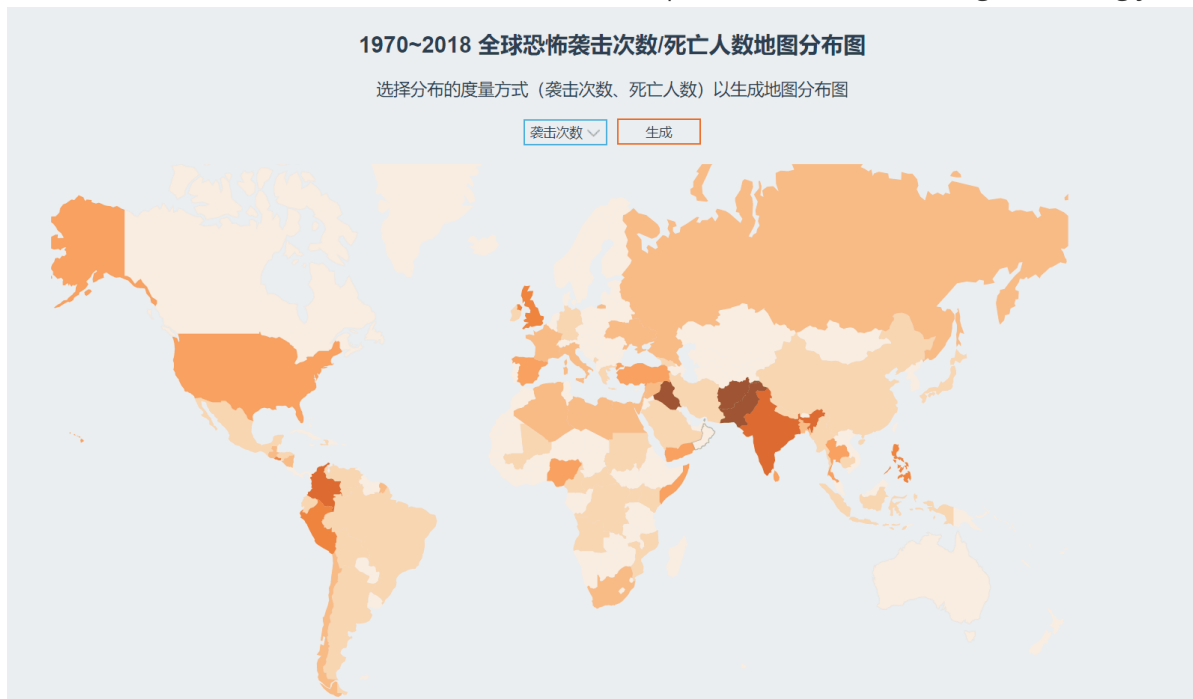 1970~2018 全球恐怖袭击次数/死亡人数地图分布图
选择分布的度量方式（袭击次数、死亡人数）以生成地图分布图
袭击次数 生成